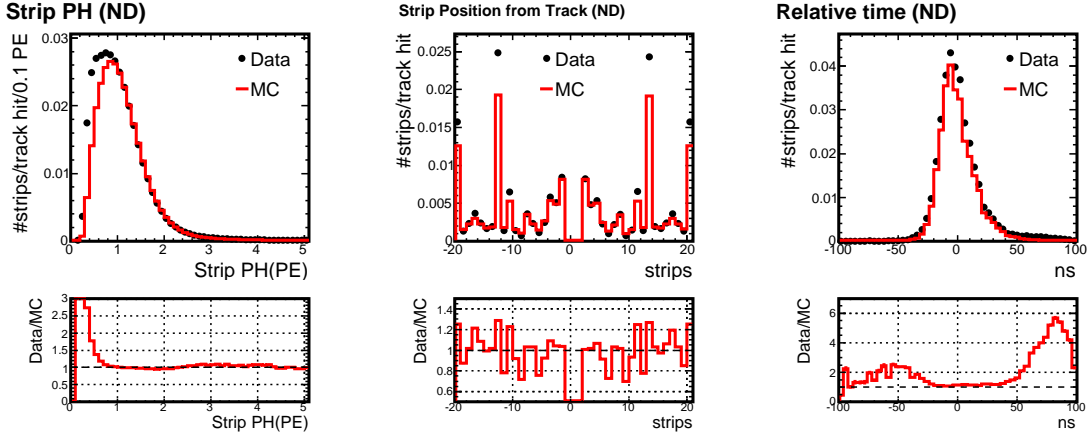 Strip PH (ND)
#strips/track hit/0.1 PE
0.03
0.02
0.01
0
Data
MC
0 1 2 3 4 5
Strip PH(PE)
Data/MC
3
2.5
2
1.5
1
0.5
0
0 1 2 3 4 5
Strip PH(PE)
Strip Position from Track (ND)
#strips/track hit
0.025
0.02
0.015
0.01
0.005
0
Data
MC
-20 -10 0 10 20
strips
Data/MC
1.4
1.2
1
0.8
0.6
-20 -10 0 10 20
strips
Relative time (ND)
#strips/track hit
0.04
0.02
0
Data
MC
-100 -50 0 50 100
ns
Data/MC
6
4
2
0
-100 -50 0 50 100
ns